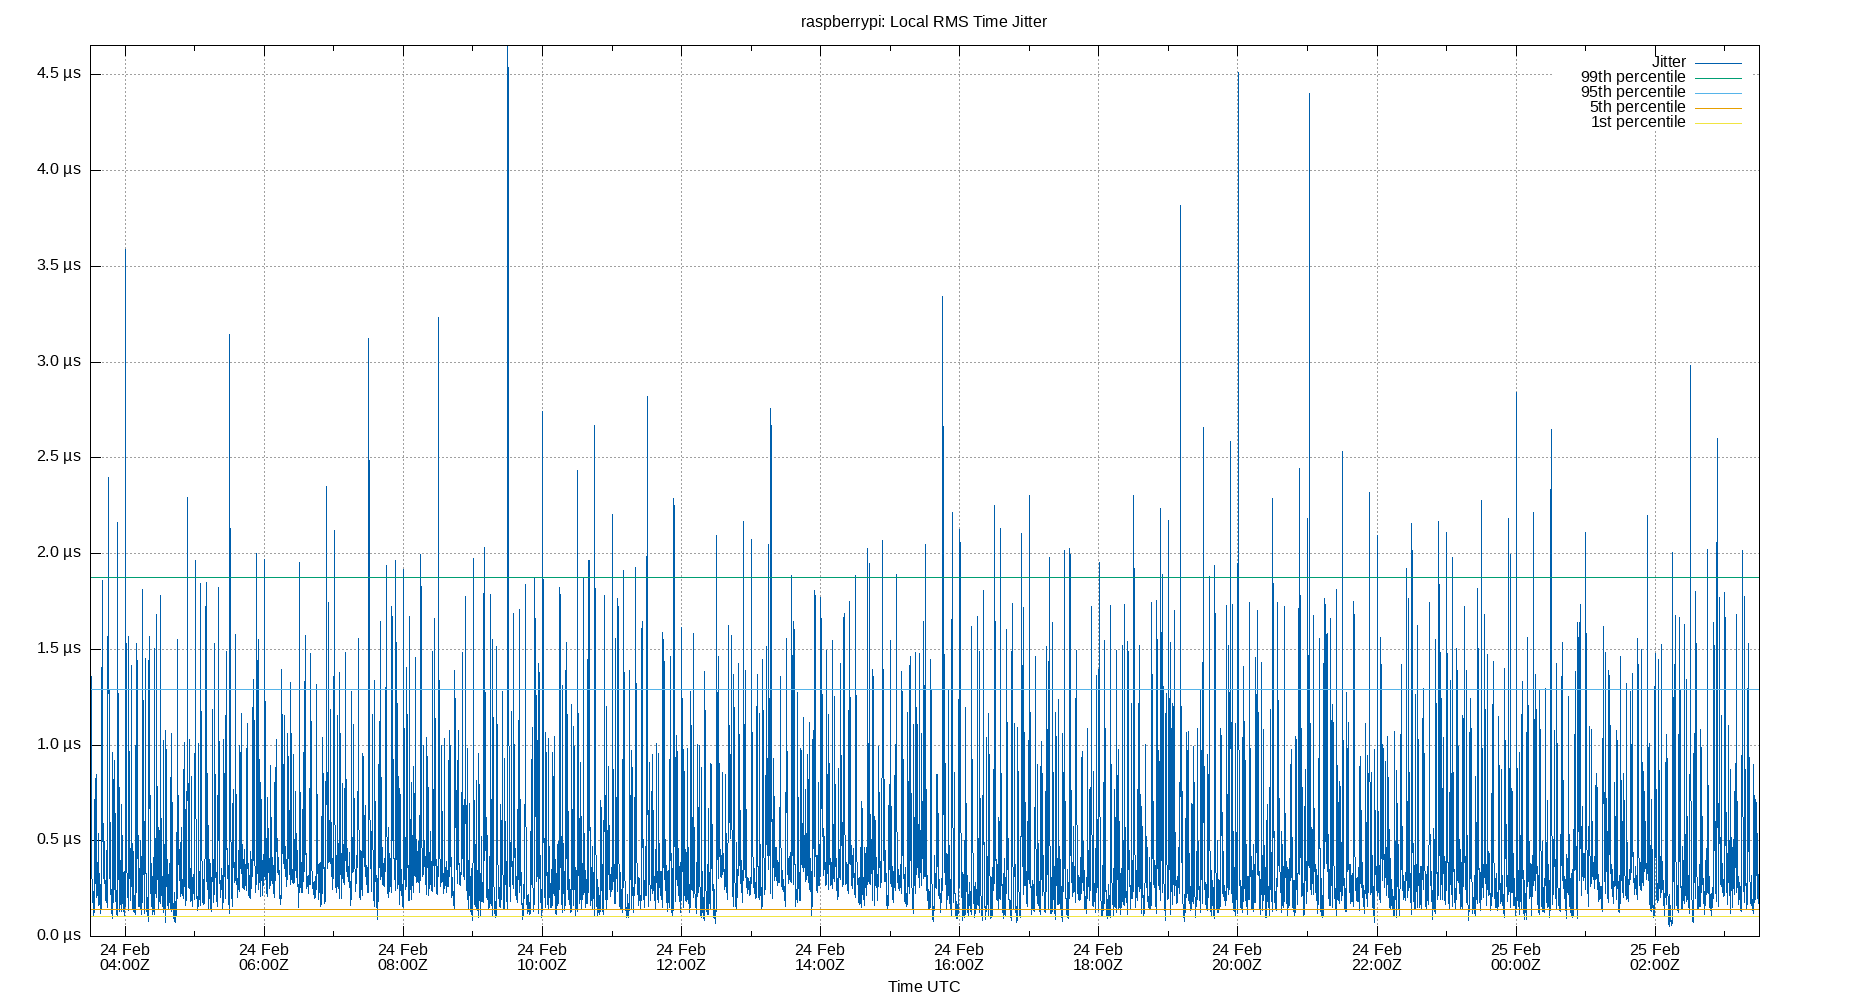 raspberrypi: Local RMS Time Jitter
4.5 µs
4.0 µs
3.5 µs
3.0 µs
2.5 µs
2.0 µs
1.5 µs
1.0 µs
0.5 µs
0.0 µs
Jitter
99th percentile
95th percentile
5th percentile
1st percentile
24 Feb 24 Feb 24 Feb 24 Feb 24 Feb 24 Feb 24 Feb 24 Feb 24 Feb 24 Feb 25 Feb 25 Feb
04:00Z 06:00Z 08:00Z 10:00Z 12:00Z 14:00Z 16:00Z 18:00Z 20:00Z 22:00Z 00:00Z 02:00Z
Time UTC